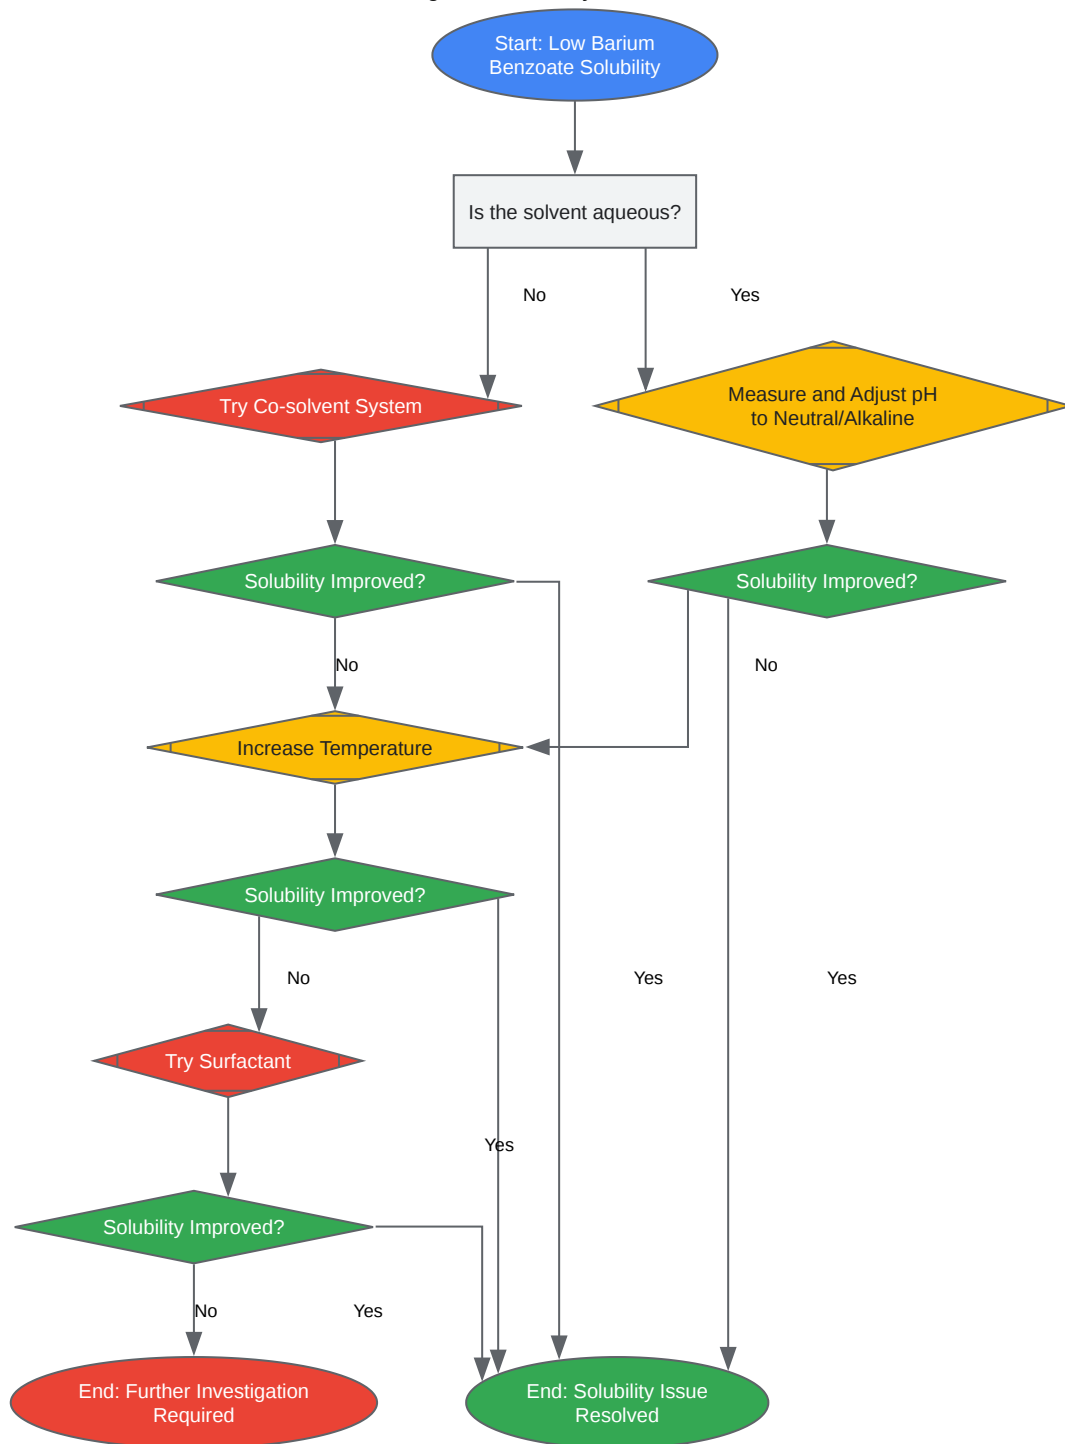 Start: Low Barium
Benzoate Solubility
Is the solvent aqueous?
No
Yes
Try Co-solvent System
Measure and Adjust pH
to Neutral/Alkaline
Solubility Improved?
Solubility Improved?
No
No
Increase Temperature
Solubility Improved?
No
Yes
Yes
Try Surfactant
Yes
Solubility Improved?
No
Yes
End: Further Investigation
Required
End: Solubility Issue
Resolved